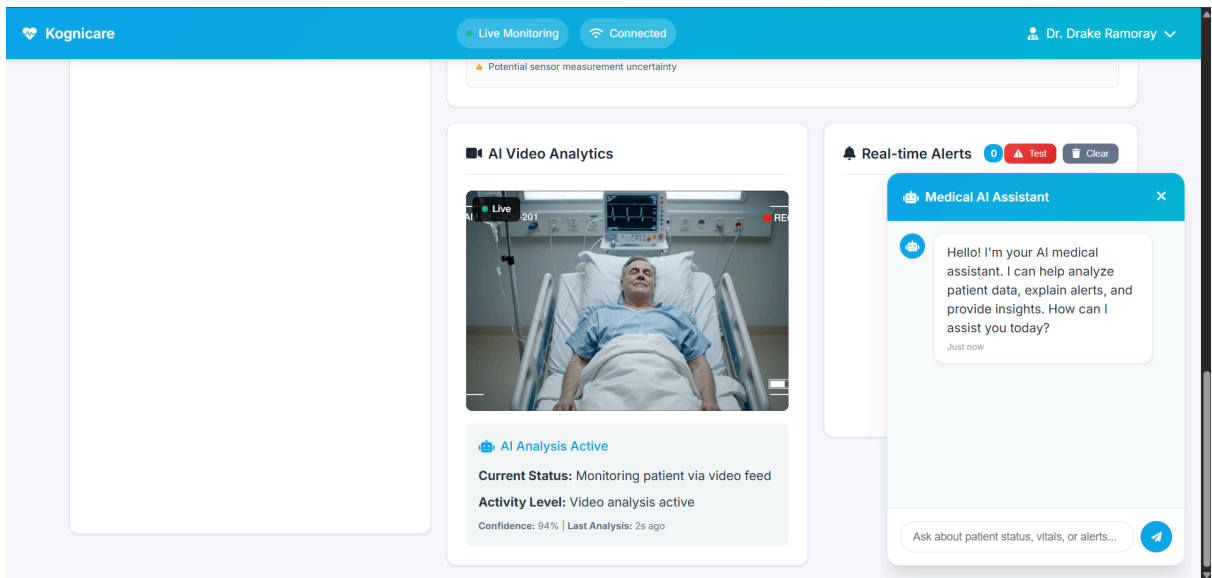 Kognicare
Live Monitoring
Connected
Dr. Drake Ramoray
Potential sensor measurement uncertainty
AI Video Analytics
Live
-201
RE
AI Analysis Active
Current Status: Monitoring patient via video feed
Activity Level: Video analysis active
Confidence: 94% | Last Analysis: 2s ago
Real-time Alerts 0 Test Clear
Medical AI Assistant
Hello! I'm your AI medical
assistant. I can help analyze
patient data, explain alerts, and
provide insights. How can I
assist you today?
Just now
Ask about patient status, vitals, or alerts...